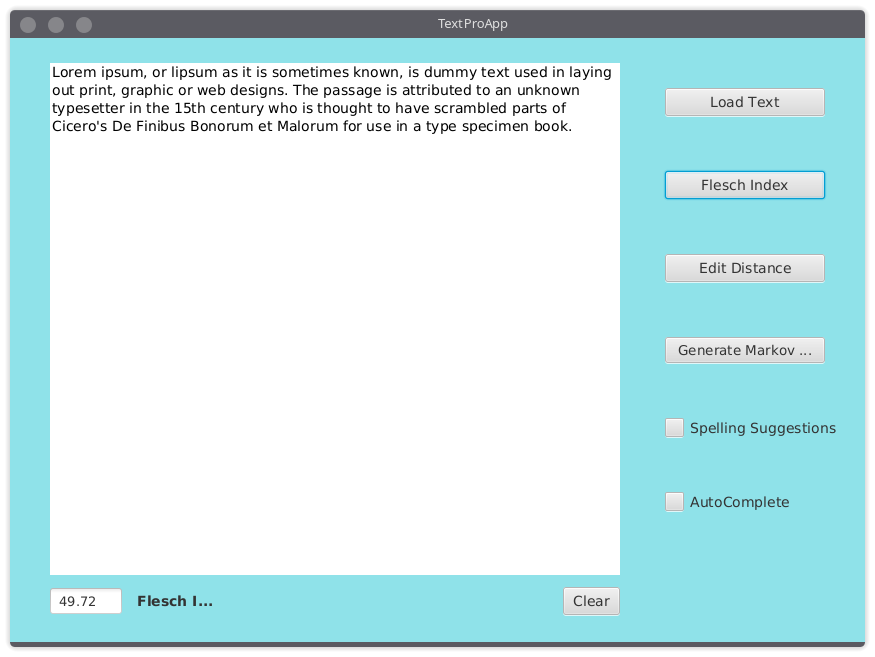 TextProApp
Lorem ipsum, or lipsum as it is sometimes known, is dummy text used in laying
out print, graphic or web designs. The passage is attributed to an unknown
typesetter in the 15th century who is thought to have scrambled parts of
Cicero's De Finibus Bonorum et Malorum for use in a type specimen book.
Load Text
Flesch Index
Edit Distance
Generate Markov ...
Spelling Suggestions
AutoComplete
49.72
Flesch I...
Clear